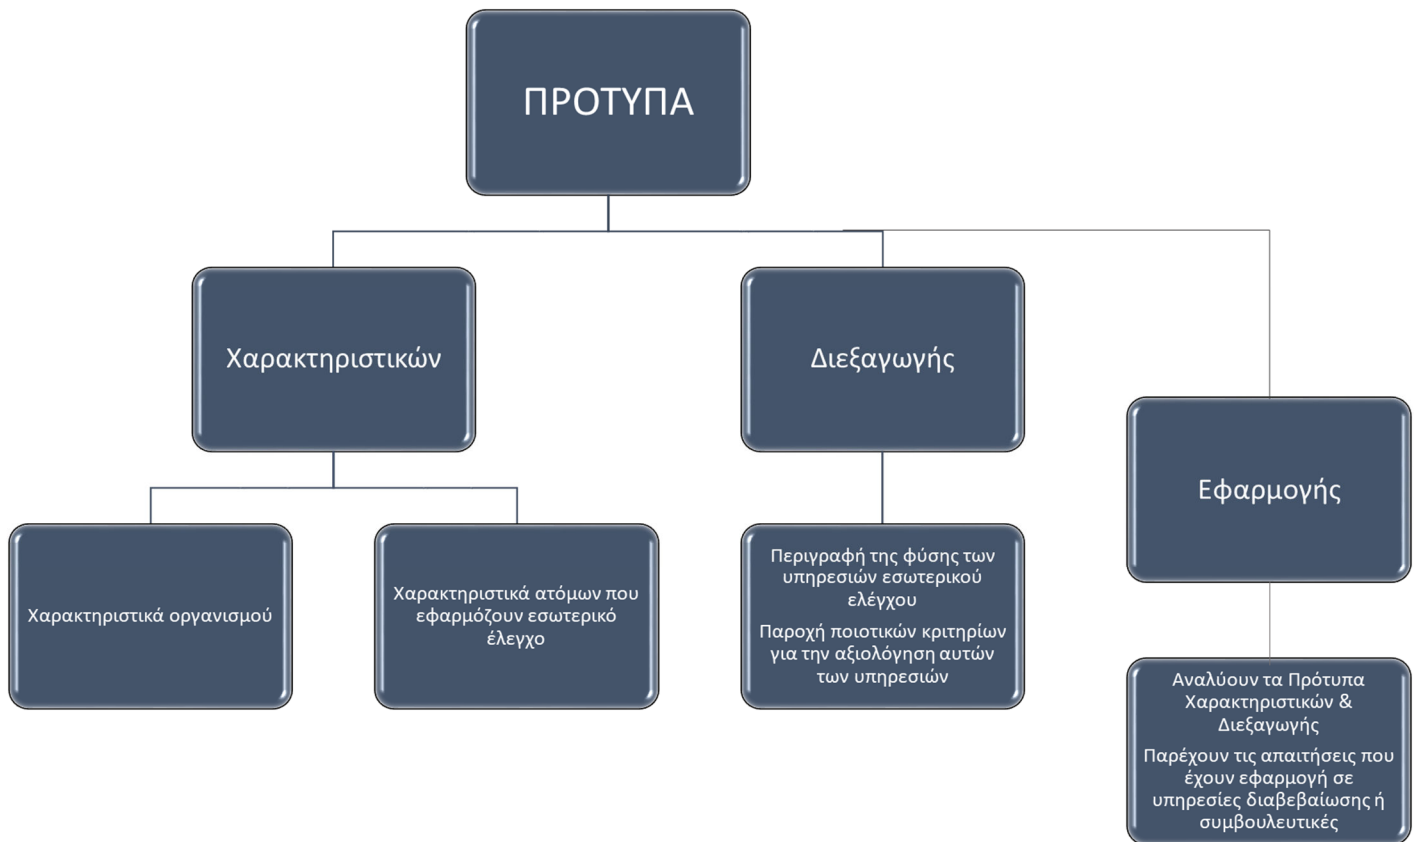 ΠΡΟΤΥΠΑ
Χαρακτηριστικών
Διεξαγωγής
Εφαρμογής
Χαρακτηριστικά οργανισμού
Χαρακτηριστικά ατόμων που
εφαρμόζουν εσωτερικό
έλεγχο
Περιγραφή της φύσης των
υπηρεσιών εσωτερικού
ελέγχου
Παροχή ποιοτικών κριτηρίων
για την αξιολόγηση αυτών
των υπηρεσιών
Αναλύουν τα Πρότυπα
Χαρακτηριστικών &
Διεξαγωγής
Παρέχουν τις απαιτήσεις που
έχουν εφαρμογή σε
υπηρεσίες διαβεβαίωσης ή
συμβουλευτικές